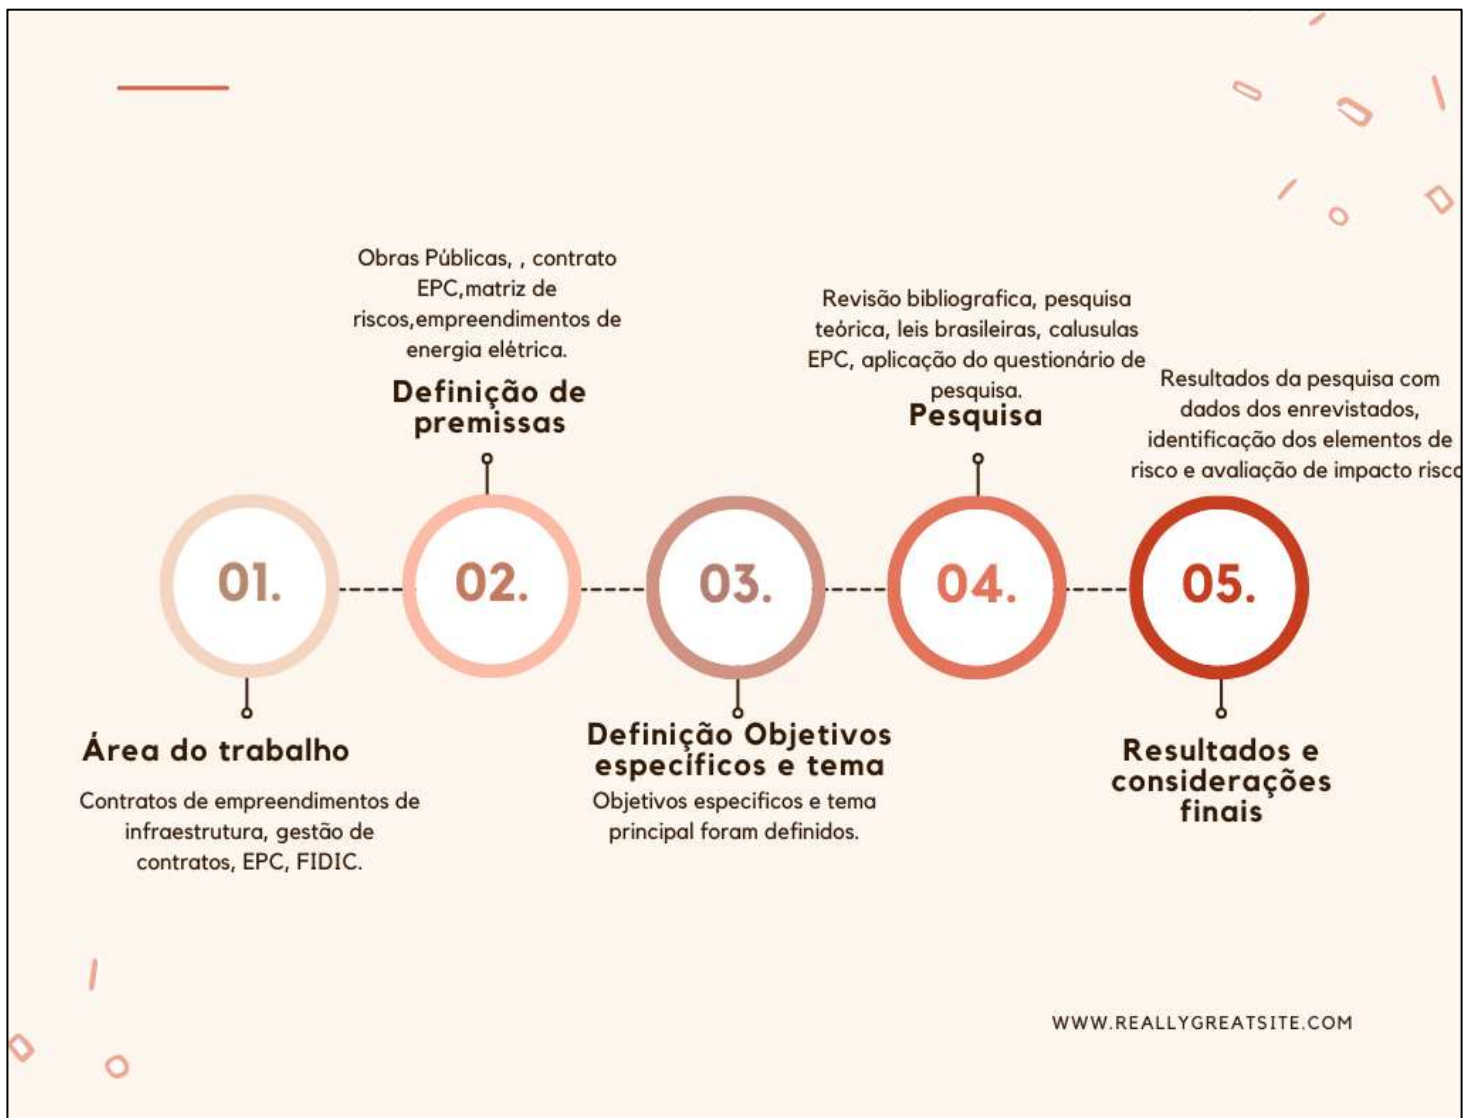 Obras Públicas, , contrato
EPC,matriz de
riscos,empreendimentos de
energia elétrica.
Definição de
premissas
Revisão bibliografica, pesquisa
teórica, leis brasileiras, calusulas
EPC, aplicação do questionário de
pesquisa.
Pesquisa
Resultados da pesquisa com
dados dos enrevistados,
identificação dos elementos de
risco e avaliação de impacto risco
01.
02.
03.
04.
05.
Área do trabalho
Contratos de empreendimentos de
infraestrutura, gestão de
contratos, EPC, FIDIC.
Definição Objetivos
específicos e tema
Objetivos especificos e tema
principal foram definidos.
Resultados e
considerações
finais
WWW.REALLYGREATSITE.COM